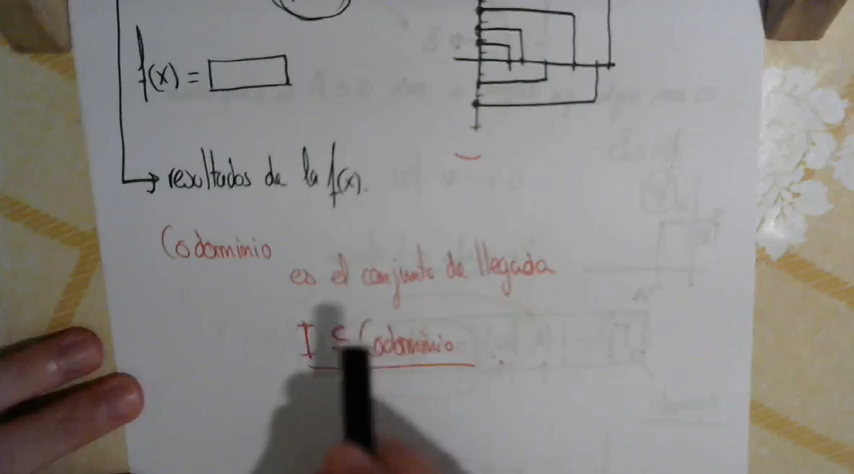 f(x) =
resultados de la f(x).
Codominio
es el conjunto de llegada
I ⊆ Codominio